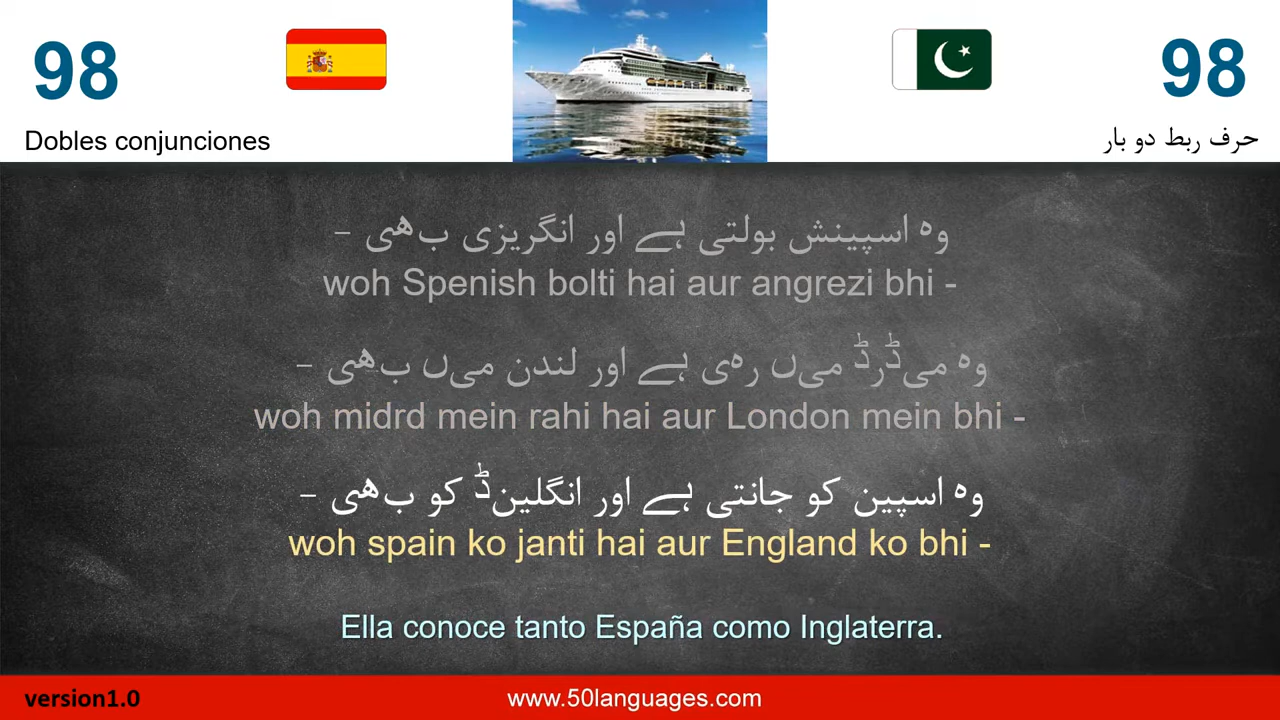 98
98
Dobles conjunciones
حرف ربط دو بار
وہ اسپینش بولتی ہے اور انگریزی بھی -
woh Spenish bolti hai aur angrezi bhi -
وہ میڈرڈ میں رہی ہے اور لندن میں بھی -
woh midrd mein rahi hai aur London mein bhi -
وہ اسپین کو جانتی ہے اور انگلینڈ کو بھی -
woh spain ko janti hai aur England ko bhi -
Ella conoce tanto España como Inglaterra.
version1.0
www.50languages.com